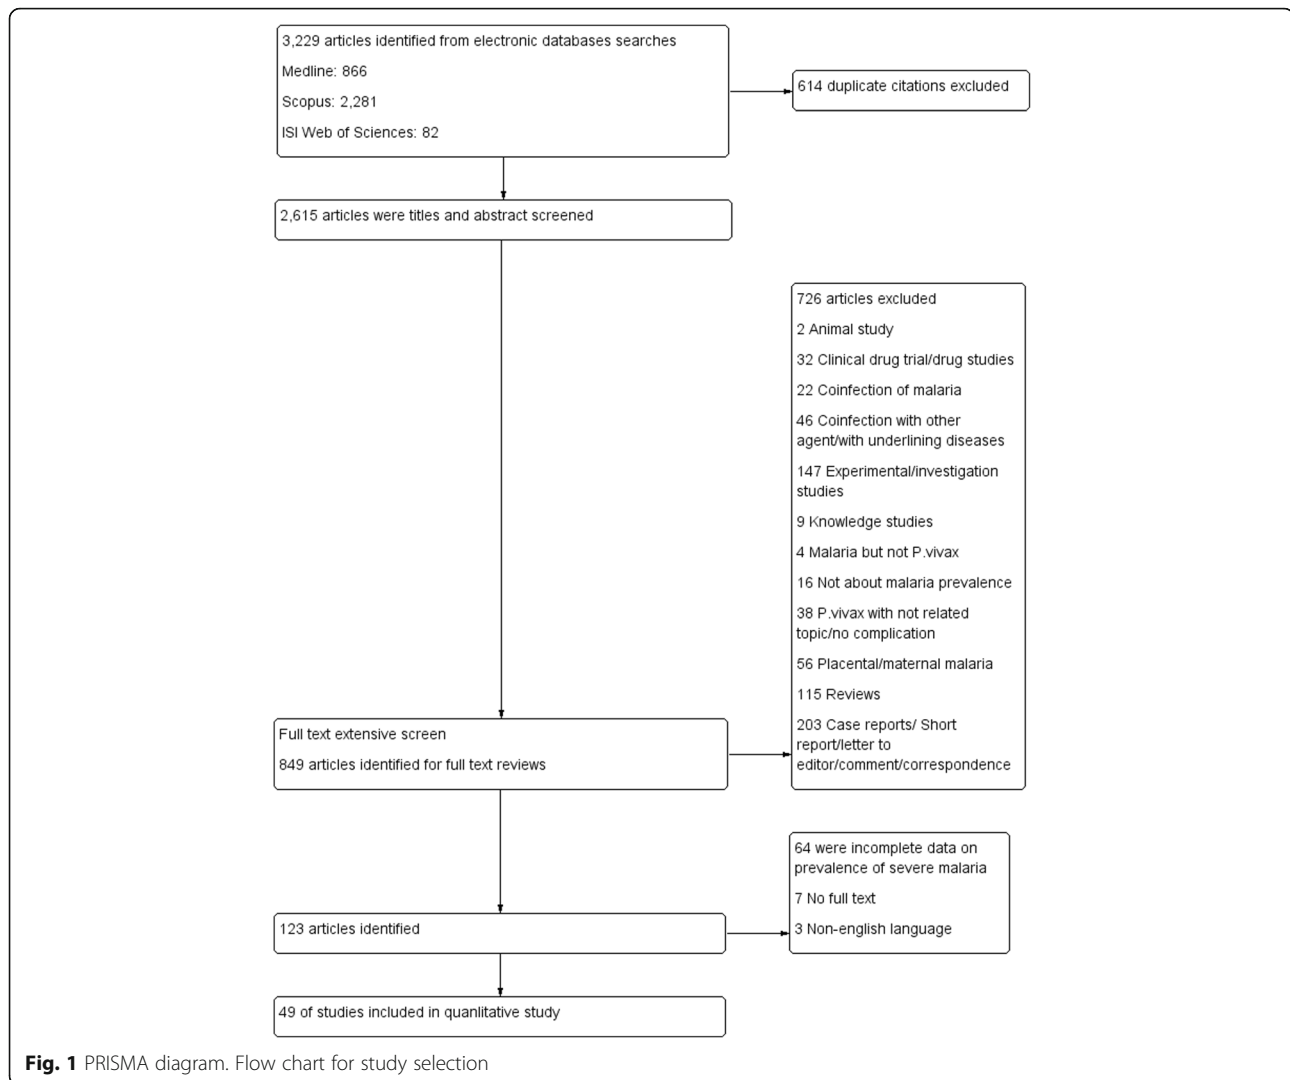 3,229 articles identified from electronic databases searches
Medline: 866
Scopus: 2,281
ISI Web of Sciences: 82
614 duplicate citations excluded
2,615 articles were titles and abstract screened
726 articles excluded
2 Animal study
32 Clinical drug trial/drug studies
22 Coinfection of malaria
46 Coinfection with other
agent/with underlining diseases
147 Experimental/investigation
studies
9 Knowledge studies
4 Malaria but not P.vivax
16 Not about malaria prevalence
38 P.vivax with not related
topic/no complication
56 Placental/maternal malaria
115 Reviews
203 Case reports/ Short
report/letter to
editor/comment/correspondence
Full text extensive screen
849 articles identified for full text reviews
64 were incomplete data on
prevalence of severe malaria
7 No full text
3 Non-english language
123 articles identified
49 of studies included in quanlitative study
Fig. 1 PRISMA diagram. Flow chart for study selection